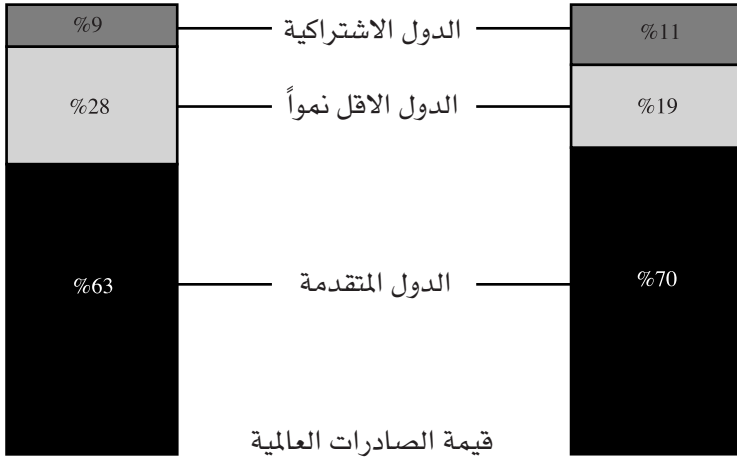 %11 الدول الاشتراكية %9
%19 الدول الاقل نمواً %28
%70 الدول المتقدمة %63
قيمة الصادرات العالمية